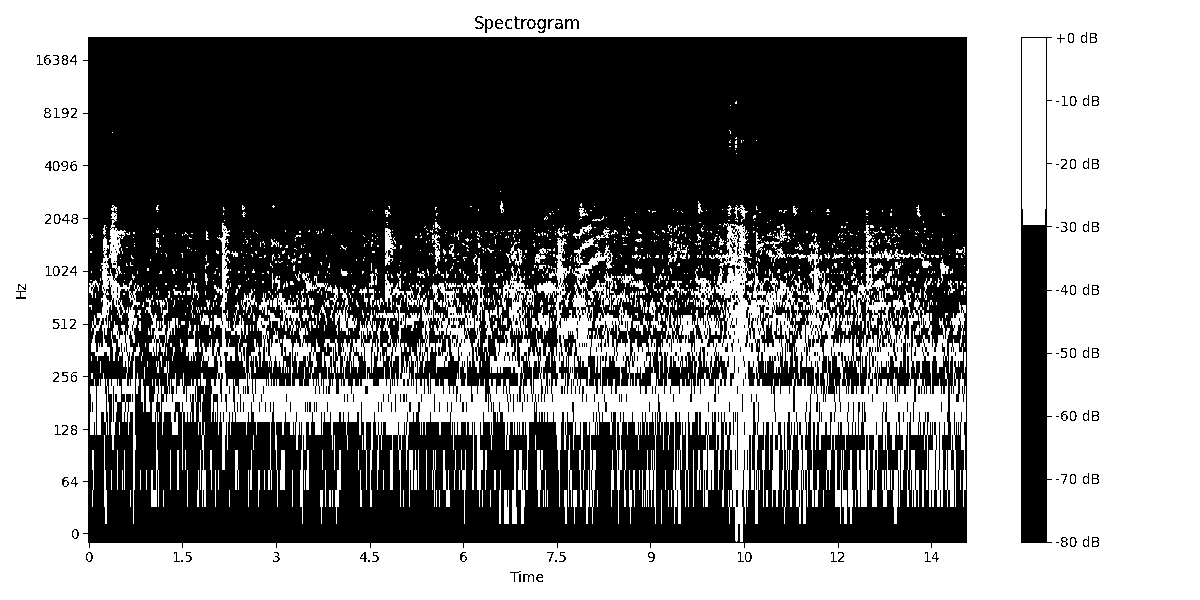 Spectrogram
16384
8192
4096
2048
1024
512
256
128
64
0
Hz
0 1.5 3 4.5 6 7.5 9 10 12 14
Time
+0 dB
-10 dB
-20 dB
-30 dB
-40 dB
-50 dB
-60 dB
-70 dB
-80 dB